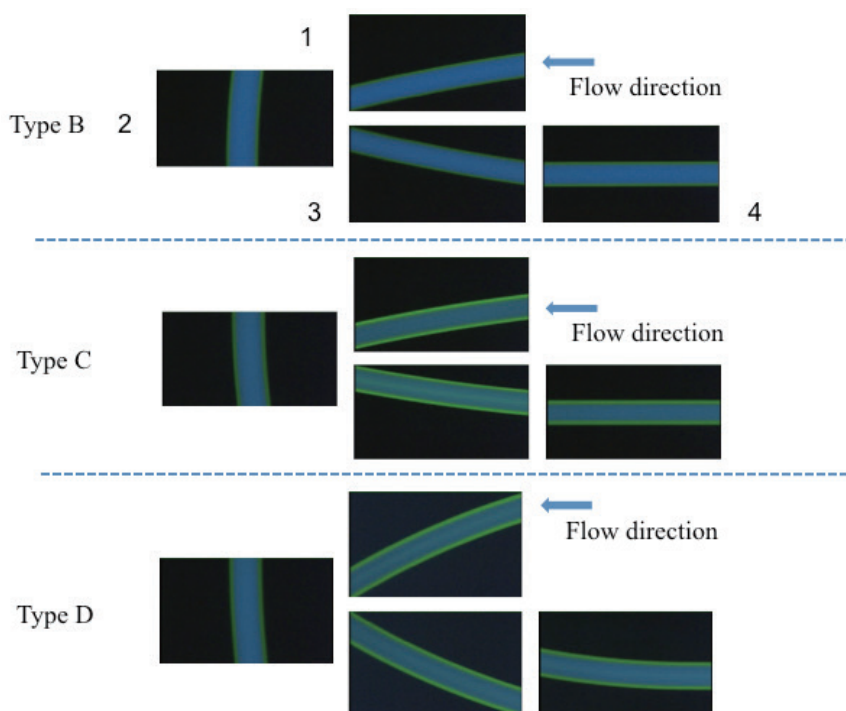 1
Flow direction
Type B 2
3
4
Flow direction
Type C
Flow direction
Type D